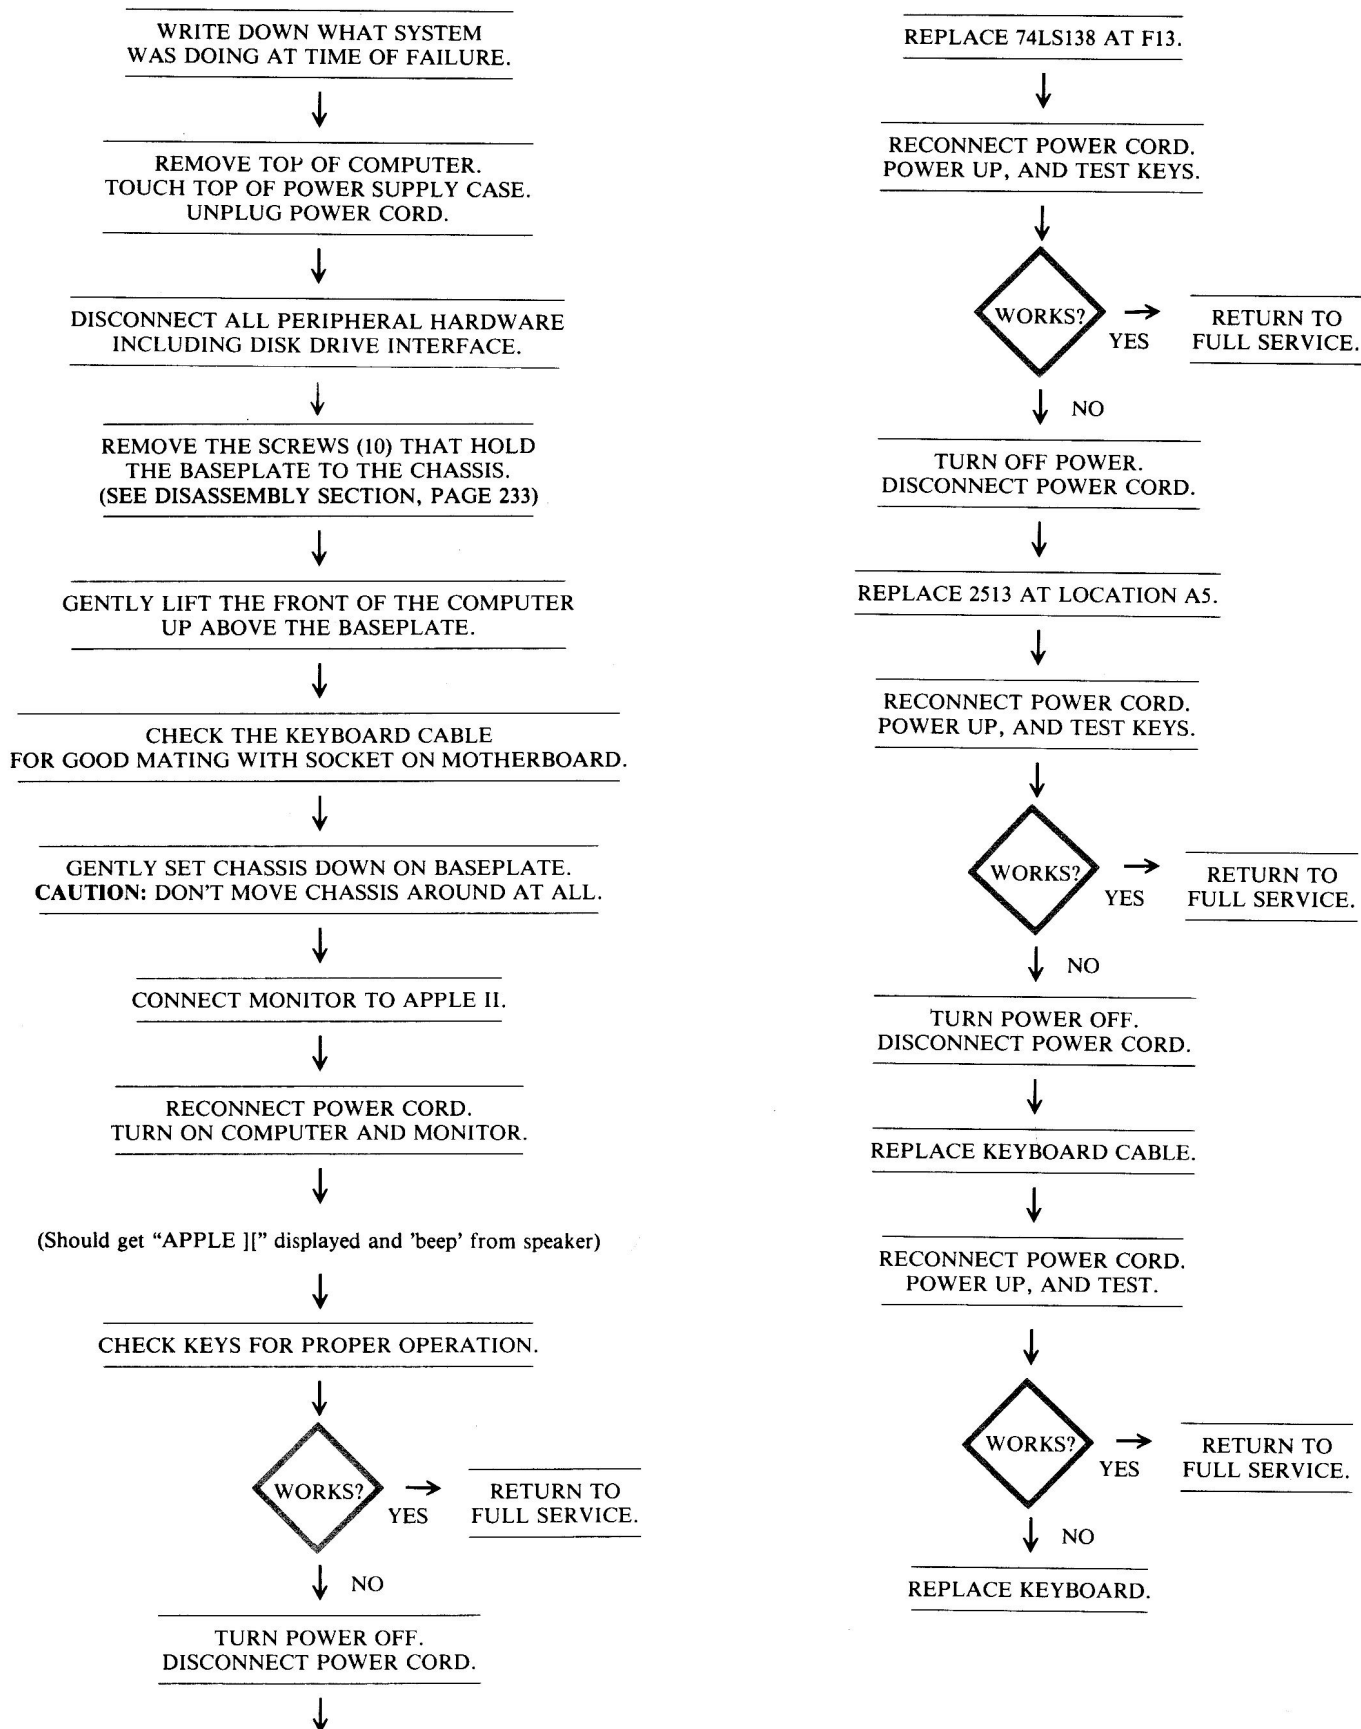 WRITE DOWN WHAT SYSTEM
WAS DOING AT TIME OF FAILURE.
REMOVE TOP OF COMPUTER.
TOUCH TOP OF POWER SUPPLY CASE.
UNPLUG POWER CORD.
DISCONNECT ALL PERIPHERAL HARDWARE
INCLUDING DISK DRIVE INTERFACE.
REMOVE THE SCREWS (10) THAT HOLD
THE BASEPLATE TO THE CHASSIS.
(SEE DISASSEMBLY SECTION, PAGE 233)
GENTLY LIFT THE FRONT OF THE COMPUTER
UP ABOVE THE BASEPLATE.
CHECK THE KEYBOARD CABLE
FOR GOOD MATING WITH SOCKET ON MOTHERBOARD.
GENTLY SET CHASSIS DOWN ON BASEPLATE.
CAUTION: DON'T MOVE CHASSIS AROUND AT ALL.
CONNECT MONITOR TO APPLE II.
RECONNECT POWER CORD.
TURN ON COMPUTER AND MONITOR.
(Should get “APPLE ][” displayed and 'beep' from speaker)
CHECK KEYS FOR PROPER OPERATION.
WORKS?
YES
RETURN TO
FULL SERVICE.
NO
TURN POWER OFF.
DISCONNECT POWER CORD.
REPLACE 74LS138 AT F13.
RECONNECT POWER CORD.
POWER UP, AND TEST KEYS.
WORKS?
YES
RETURN TO
FULL SERVICE.
NO
TURN OFF POWER.
DISCONNECT POWER CORD.
REPLACE 2513 AT LOCATION A5.
RECONNECT POWER CORD.
POWER UP, AND TEST KEYS.
WORKS?
YES
RETURN TO
FULL SERVICE.
NO
TURN POWER OFF.
DISCONNECT POWER CORD.
REPLACE KEYBOARD CABLE.
RECONNECT POWER CORD.
POWER UP, AND TEST.
WORKS?
YES
RETURN TO
FULL SERVICE.
NO
REPLACE KEYBOARD.